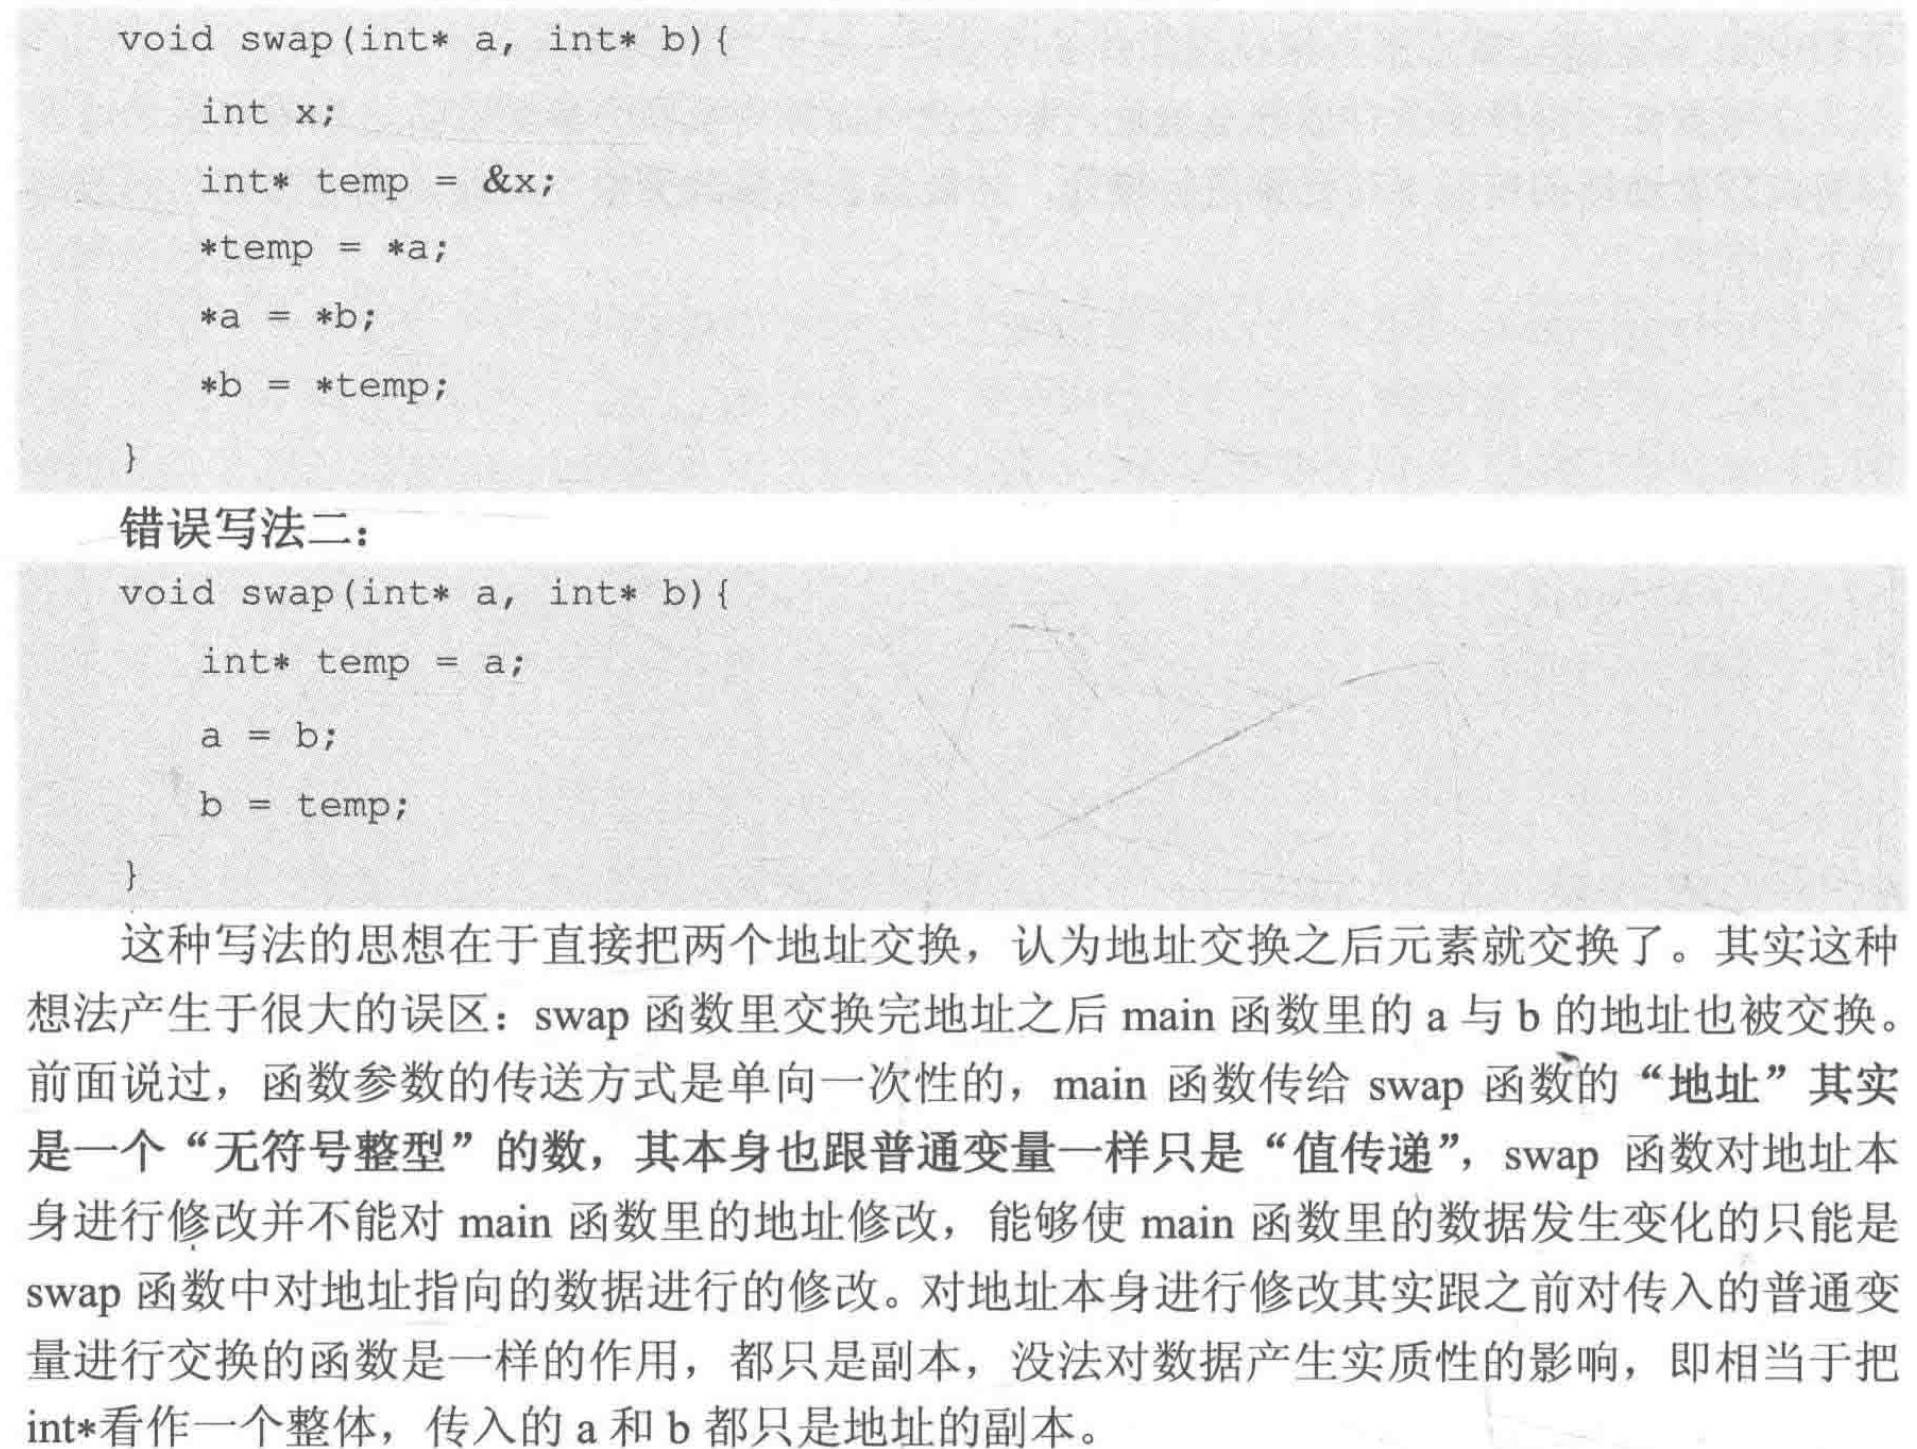 void swap(int* a, int* b){
int x;
int* temp = &x;
*temp = *a;
*a = *b;
*b = *temp;
}
错误写法二：
void swap(int* a, int* b){
int* temp = a;
a = b;
b = temp;
}
这种写法的思想在于直接把两个地址交换，认为地址交换之后元素就交换了。其实这种
想法产生于很大的误区：swap 函数里交换完地址之后 main 函数里的 a 与 b 的地址也被交换。
前面说过，函数参数的传送方式是单向一次性的，main 函数传给 swap 函数的“地址”其实
是一个“无符号整型”的数，其本身也跟普通变量一样只是“值传递”，swap 函数对地址本
身进行修改并不能对 main 函数里的地址修改，能够使 main 函数里的数据发生变化的只能是
swap 函数中对地址指向的数据进行的修改。对地址本身进行修改其实跟之前对传入的普通变
量进行交换的函数是一样的作用，都只是副本，没法对数据产生实质性的影响，即相当于把
int*看作一个整体，传入的 a 和 b 都只是地址的副本。